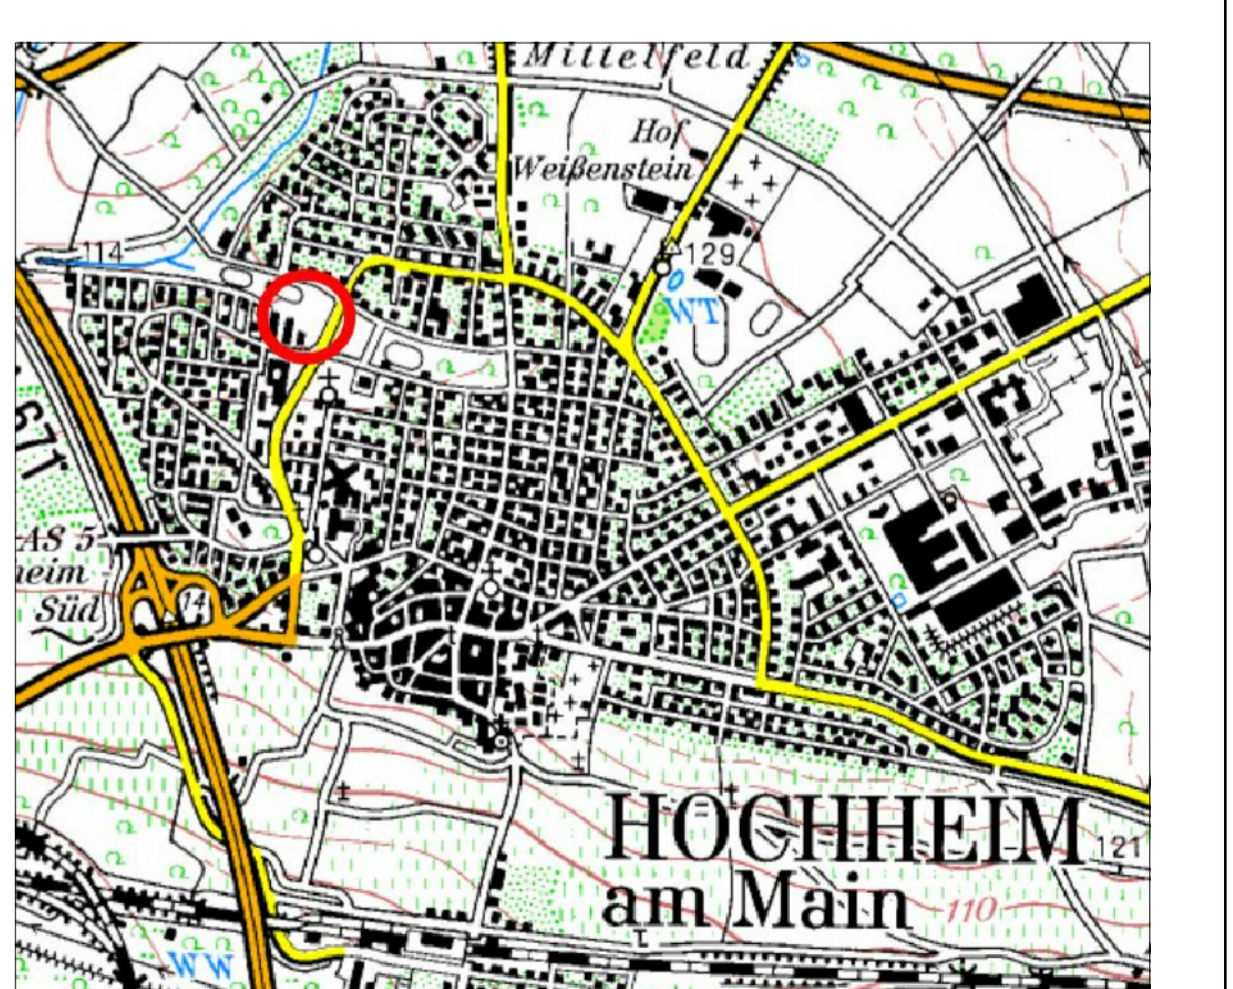 Mittelfeld
Hof
Weißenstein
114
129
WT
671
AS 5
heim -
Süd
14
HOCHHEIM
am Main
121
110
WW